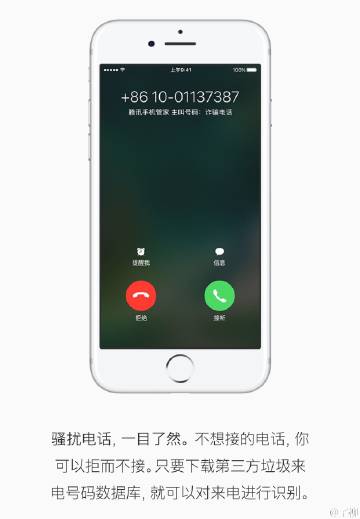 上午9:41
100%
+86 10-01137387
腾讯手机管家 主叫号码：诈骗电话
提醒我
信息
拒绝
接听
骚扰电话，一目了然。不想接的电话，你
可以拒而不接。只要下载第三方垃圾来
电号码数据库，就可以对来电进行识别。